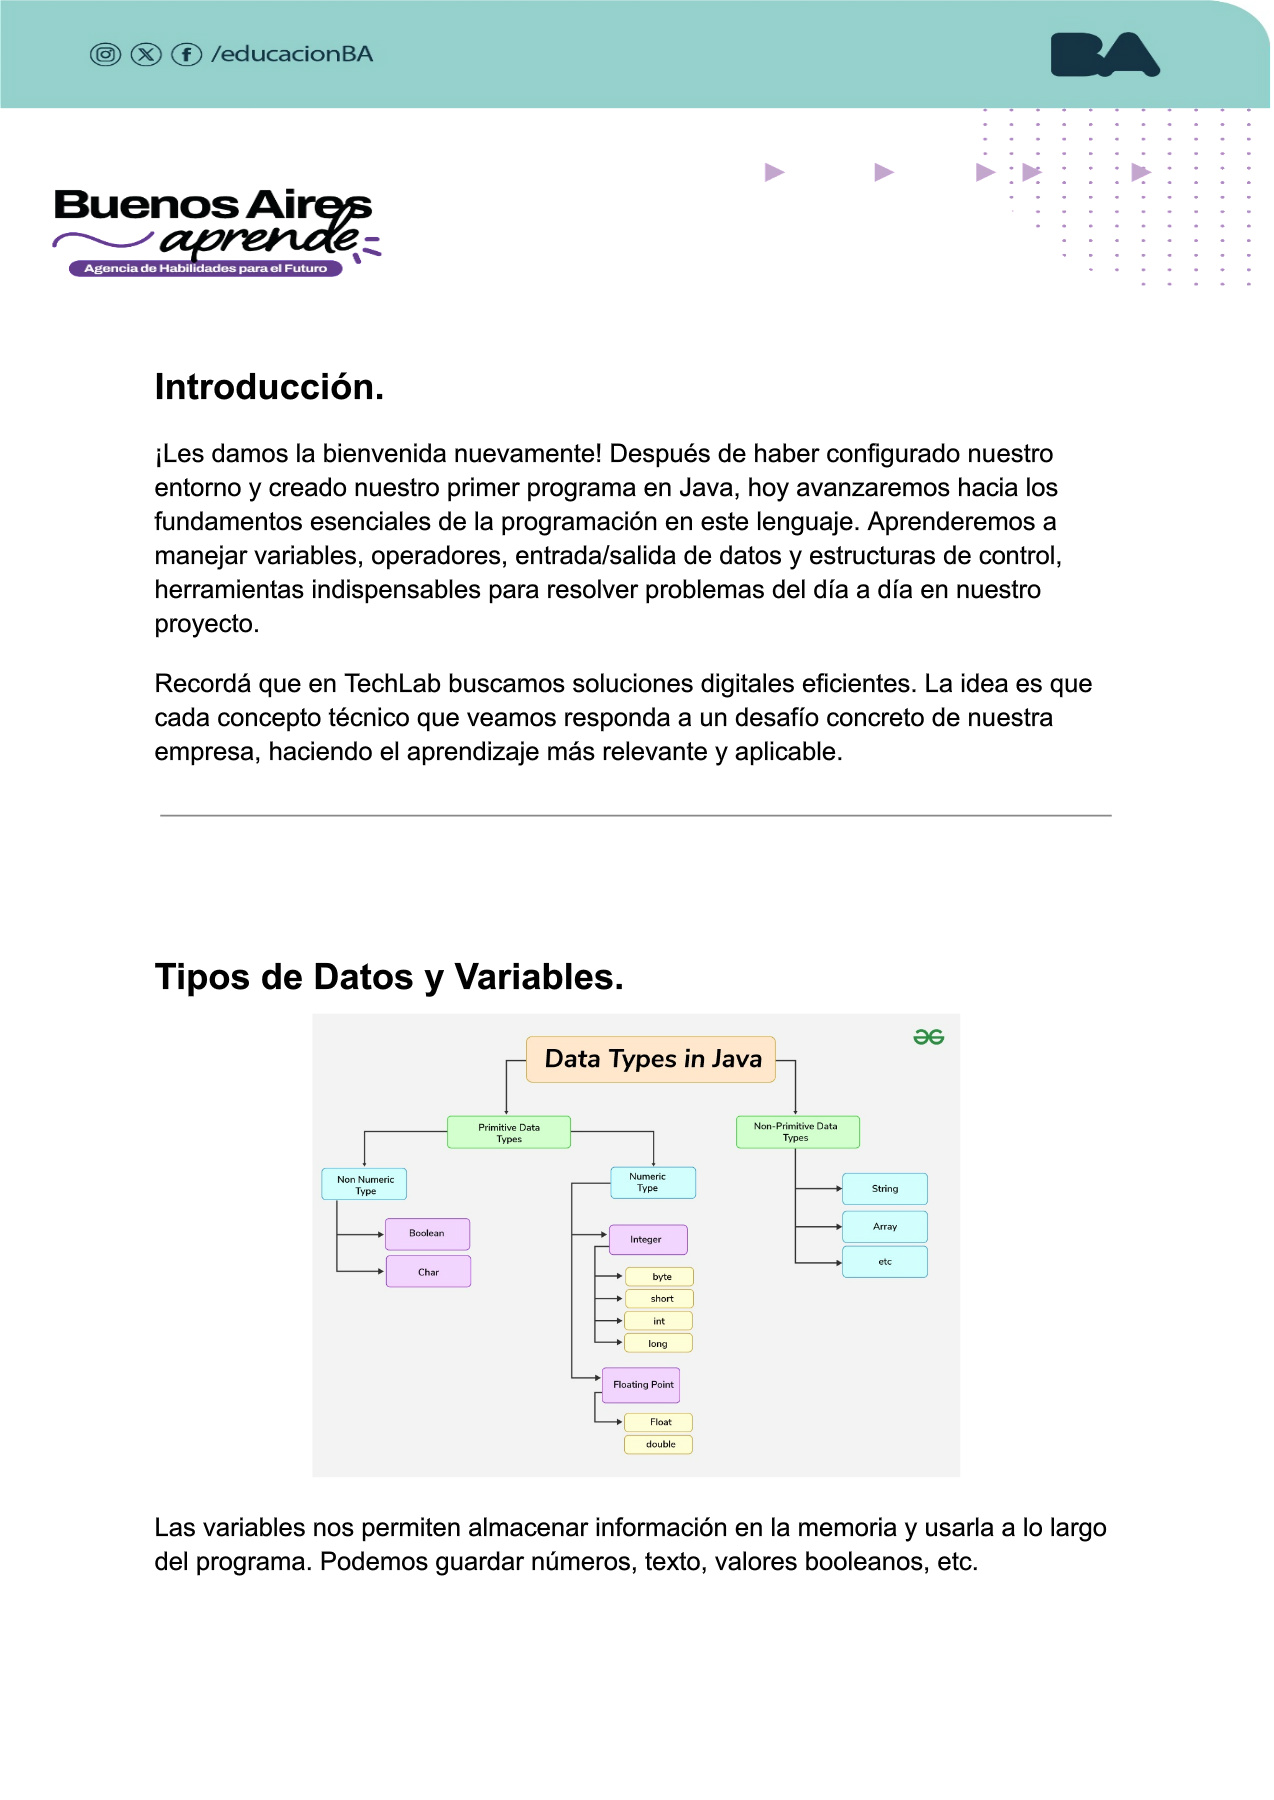 /educacionBA
BA
Buenos Aires
aprende
Agencia de Habilidades para el Futuro
Introducción.
¡Les damos la bienvenida nuevamente! Después de haber configurado nuestro
entorno y creado nuestro primer programa en Java, hoy avanzaremos hacia los
fundamentos esenciales de la programación en este lenguaje. Aprenderemos a
manejar variables, operadores, entrada/salida de datos y estructuras de control,
herramientas indispensables para resolver problemas del día a día en nuestro
proyecto.
Recordá que en TechLab buscamos soluciones digitales eficientes. La idea es que
cada concepto técnico que veamos responda a un desafío concreto de nuestra
empresa, haciendo el aprendizaje más relevante y aplicable.
Tipos de Datos y Variables.
Data Types in Java
Primitive Data
Types
Non-Primitive Data
Types
Non Numeric
Type
Numeric
Type
String
Array
etc
Boolean
Char
Integer
byte
short
int
long
Floating Point
Float
double
Las variables nos permiten almacenar información en la memoria y usarla a lo largo
del programa. Podemos guardar números, texto, valores booleanos, etc.